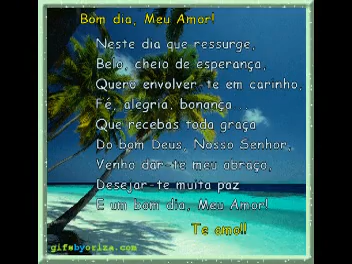 Bom dia, Meu Amor!
Neste dia que ressurge,
Belo, cheio de esperança,
Quero envolver-te em carinho,
Fé, alegria, bonança ...
Que recebas toda graça
Do bom Deus, Nosso Senhor,
Venho dar-te meu abraço,
Desejar-te muita paz
E um bom dia, Meu Amor!
Te amo!!
gifsbyoriza.com